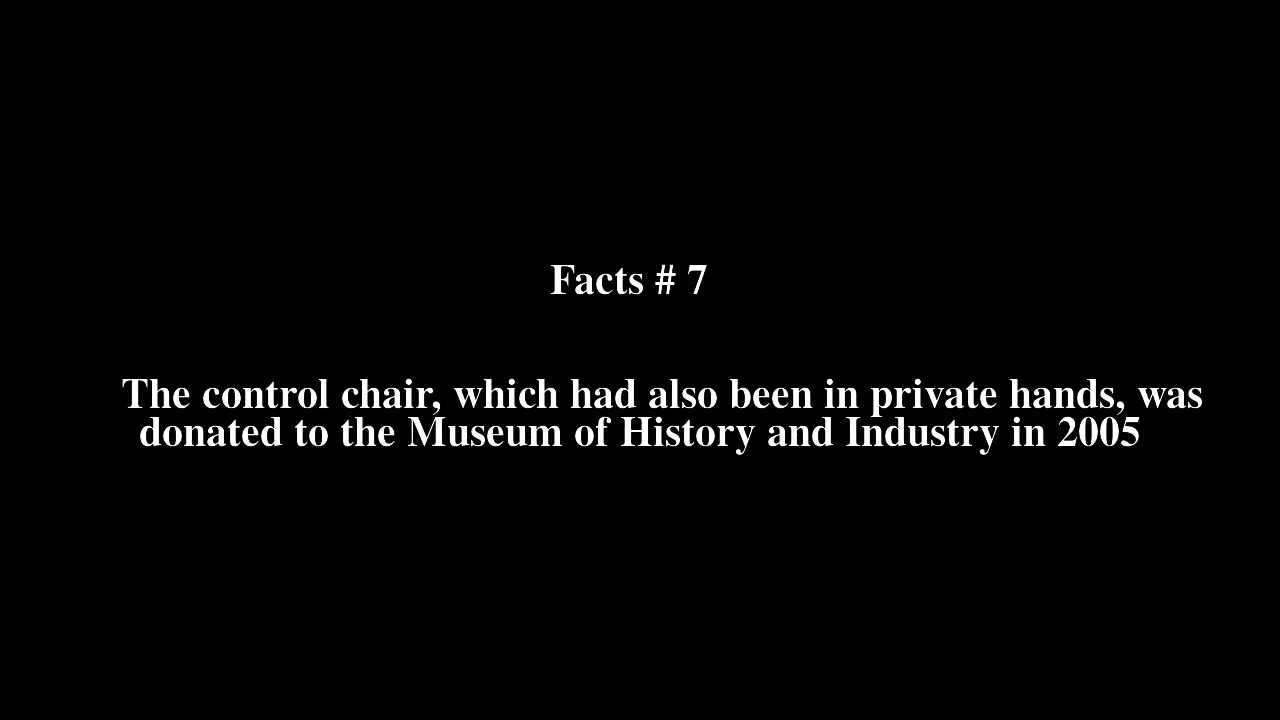 Facts # 7
The control chair, which had also been in private hands, was
donated to the Museum of History and Industry in 2005